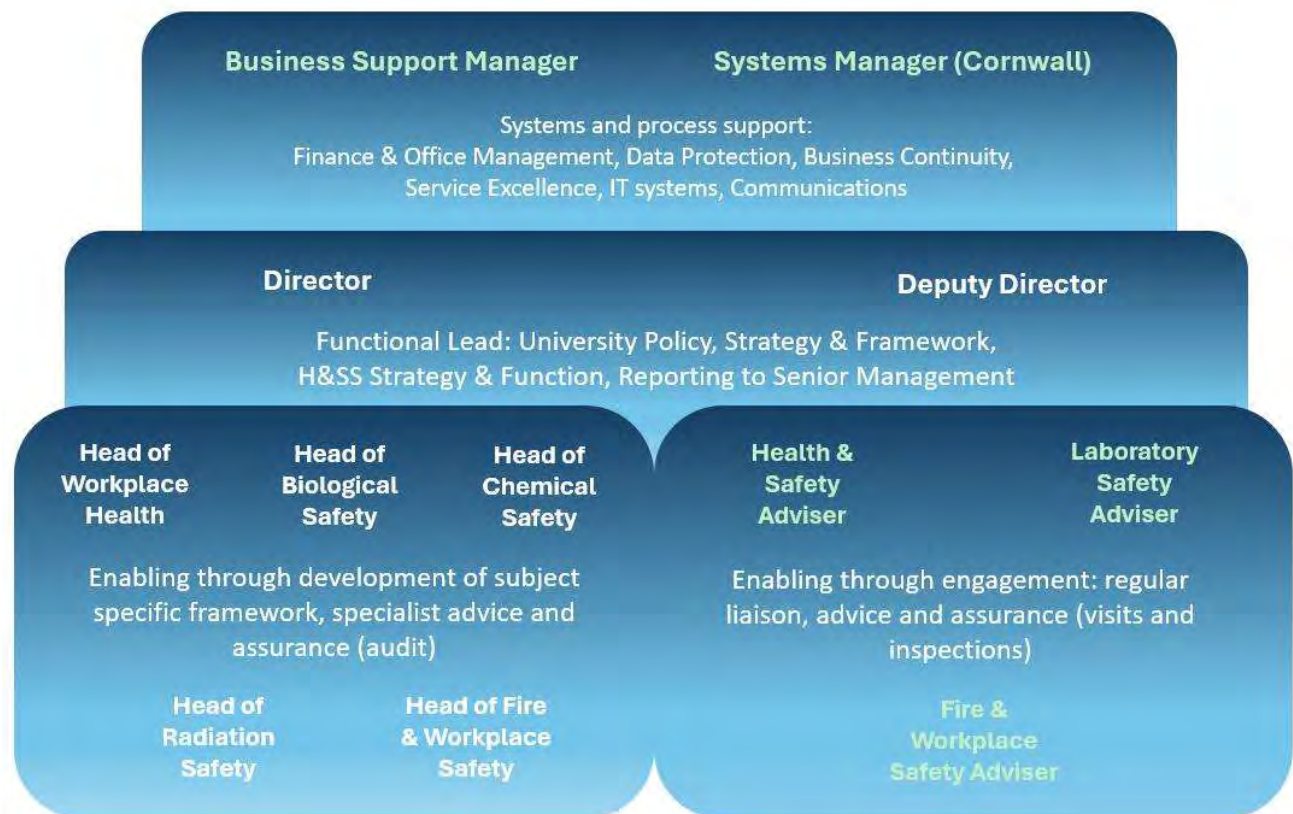 Business Support Manager
Systems Manager (Cornwall)
Systems and process support:
Finance & Office Management, Data Protection, Business Continuity,
Service Excellence, IT systems, Communications
Director
Deputy Director
Functional Lead: University Policy, Strategy & Framework,
H&SS Strategy & Function, Reporting to Senior Management
Head of
Workplace
Health
Head of
Biological
Safety
Head of
Chemical
Safety
Enabling through development of subject
specific framework, specialist advice and
assurance (audit)
Head of
Radiation
Safety
Head of Fire
& Workplace
Safety
Health &
Safety
Adviser
Laboratory
Safety
Adviser
Enabling through engagement: regular
liaison, advice and assurance (visits and
inspections)
Fire &
Workplace
Safety Adviser